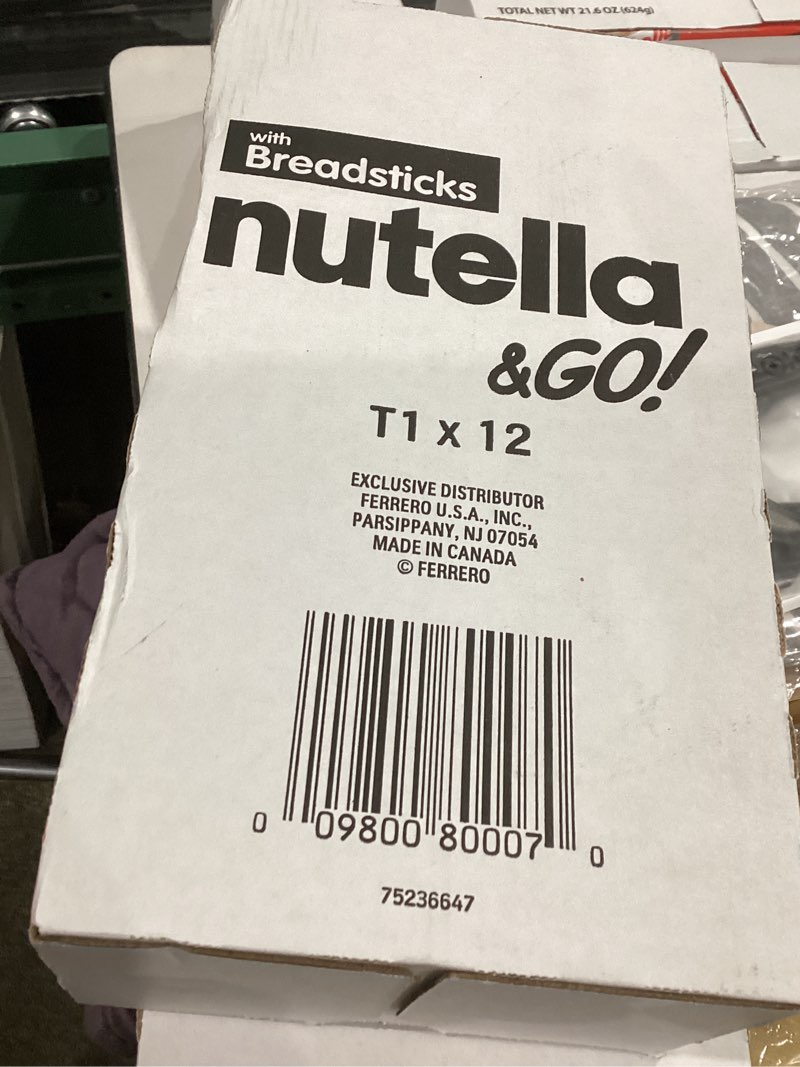 TOTAL NET WT 21.6 OZ (624g)
with
Breadsticks
nutella
&GO!
T1 x 12
EXCLUSIVE DISTRIBUTOR
FERRERO U.S.A., INC.,
PARSIPPANY, NJ 07054
MADE IN CANADA
© FERRERO
0 09800 80007 0
75236647